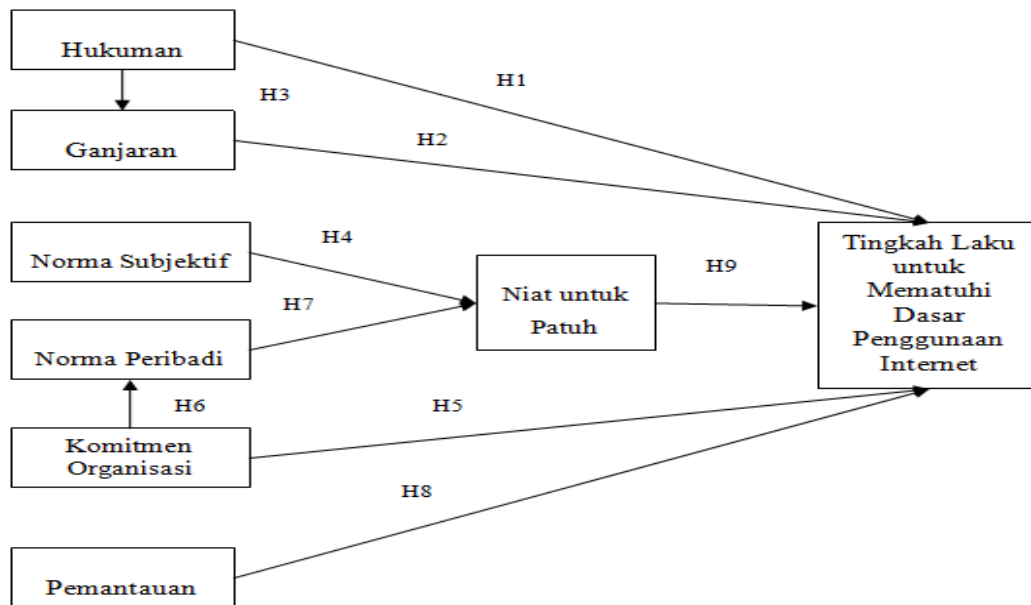 Hukuman
H1
H3
Ganjaran
H2
Norma Subjektif
H4
Tingkah Laku
untuk
Mematuhi
Dasar
Penggunaan
Internet
H9
Niat untuk
Patuh
H7
Norma Peribadi
H6
H5
Komitmen
Organisasi
H8
Pemantauan